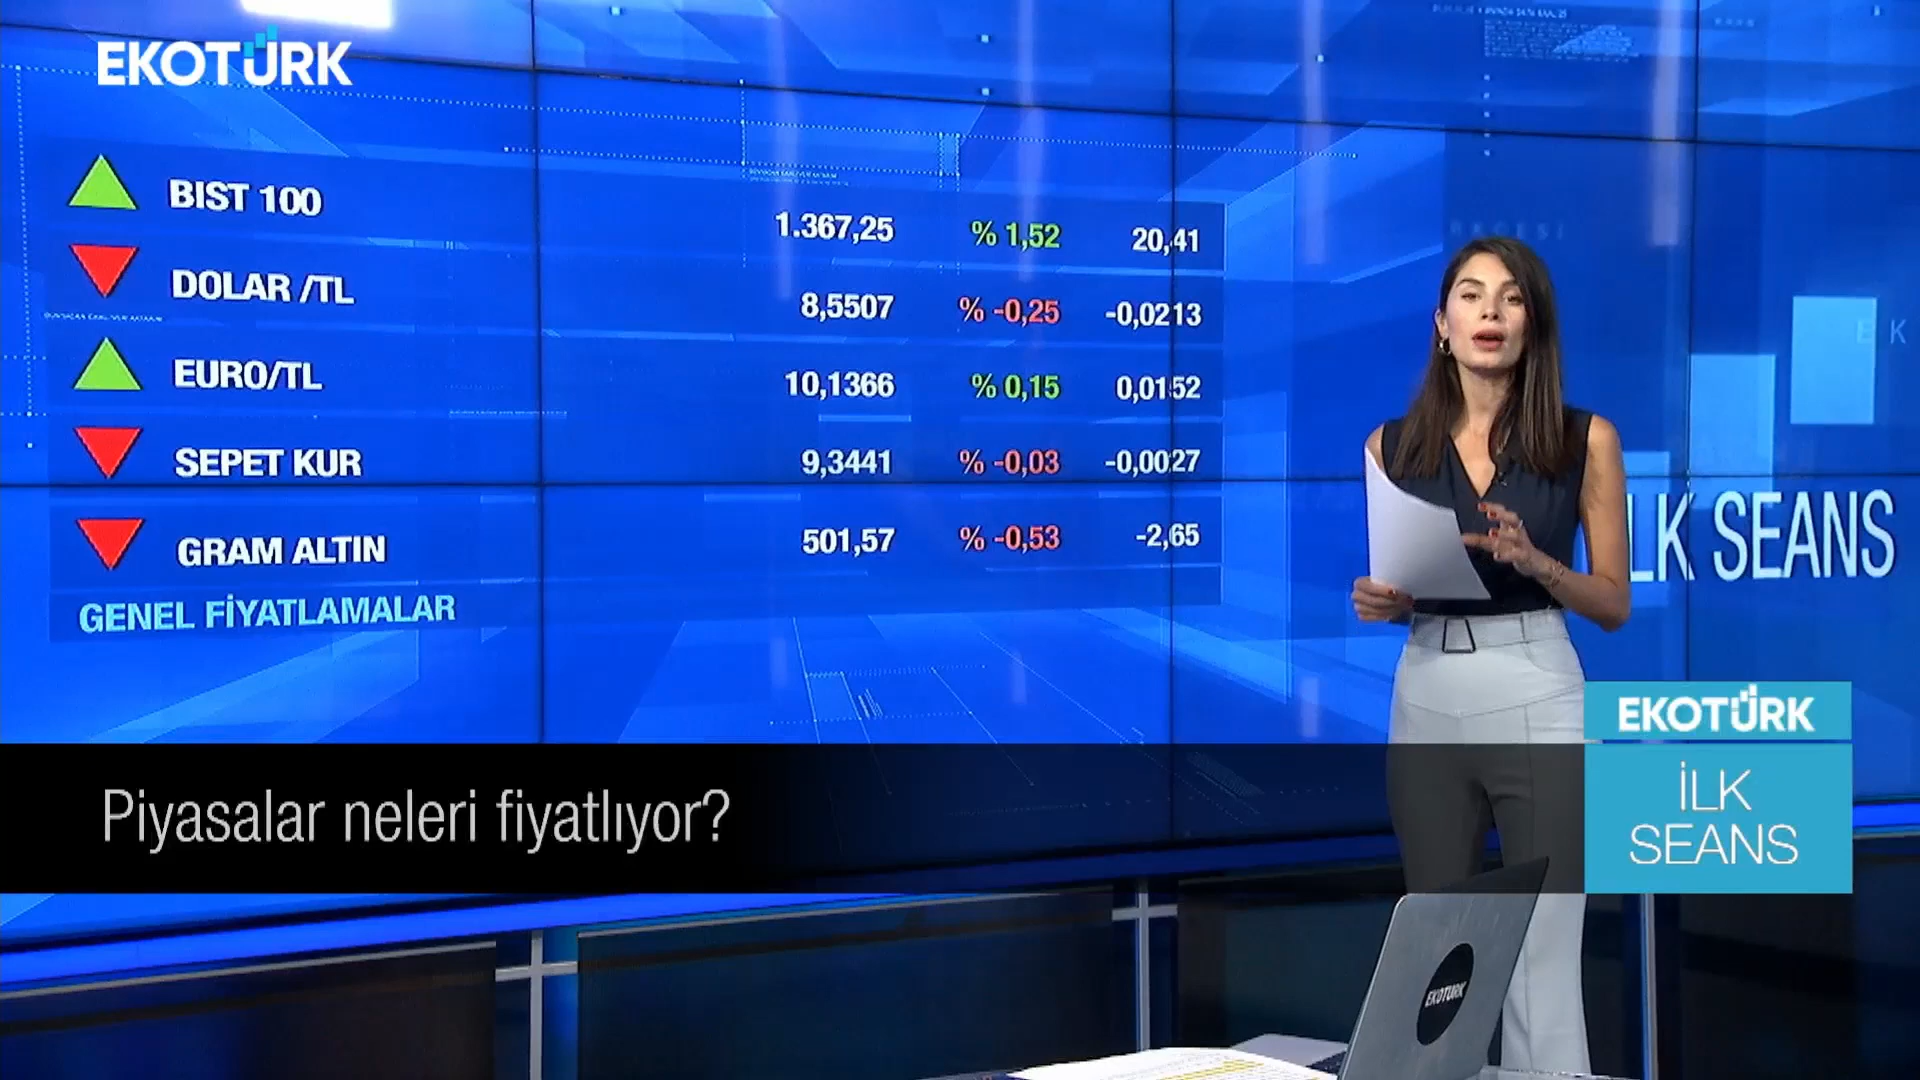 EKOTÜRK
BIST 100 1.367,25 % 1,52 20,41
DOLAR /TL 8,5507 % -0,25 -0,0213
EURO/TL 10,1366 % 0,15 0,0152
SEPET KUR 9,3441 % -0,03 -0,0027
GRAM ALTIN 501,57 % -0,53 -2,65
GENEL FİYATLAMALAR
LK SEANS
EKOTÜRK
İLK
SEANS
Piyasalar neleri fiyatlıyor?
EKOTÜRK